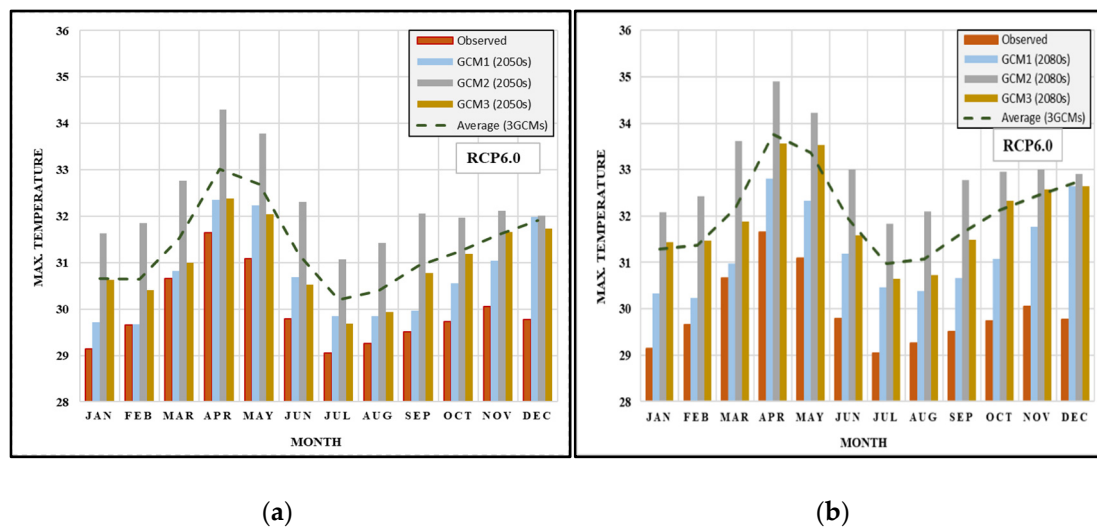 36
35
34
33
32
31
30
29
28
MAX. TEMPERATURE
Observed
GCM1 (2050s)
GCM2 (2050s)
GCM3 (2050s)
Average (3GCMs)
RCP6.0
JAN FEB MAR APR MAY JUN JUL AUG SEP OCT NOV DEC
MONTH
(a)
36
35
34
33
32
31
30
29
28
MAX. TEMPERATURE
Observed
GCM1 (2080s)
GCM2 (2080s)
GCM3 (2080s)
Average (3GCMs)
RCP6.0
JAN FEB MAR APR MAY JUN JUL AUG SEP OCT NOV DEC
MONTH
(b)